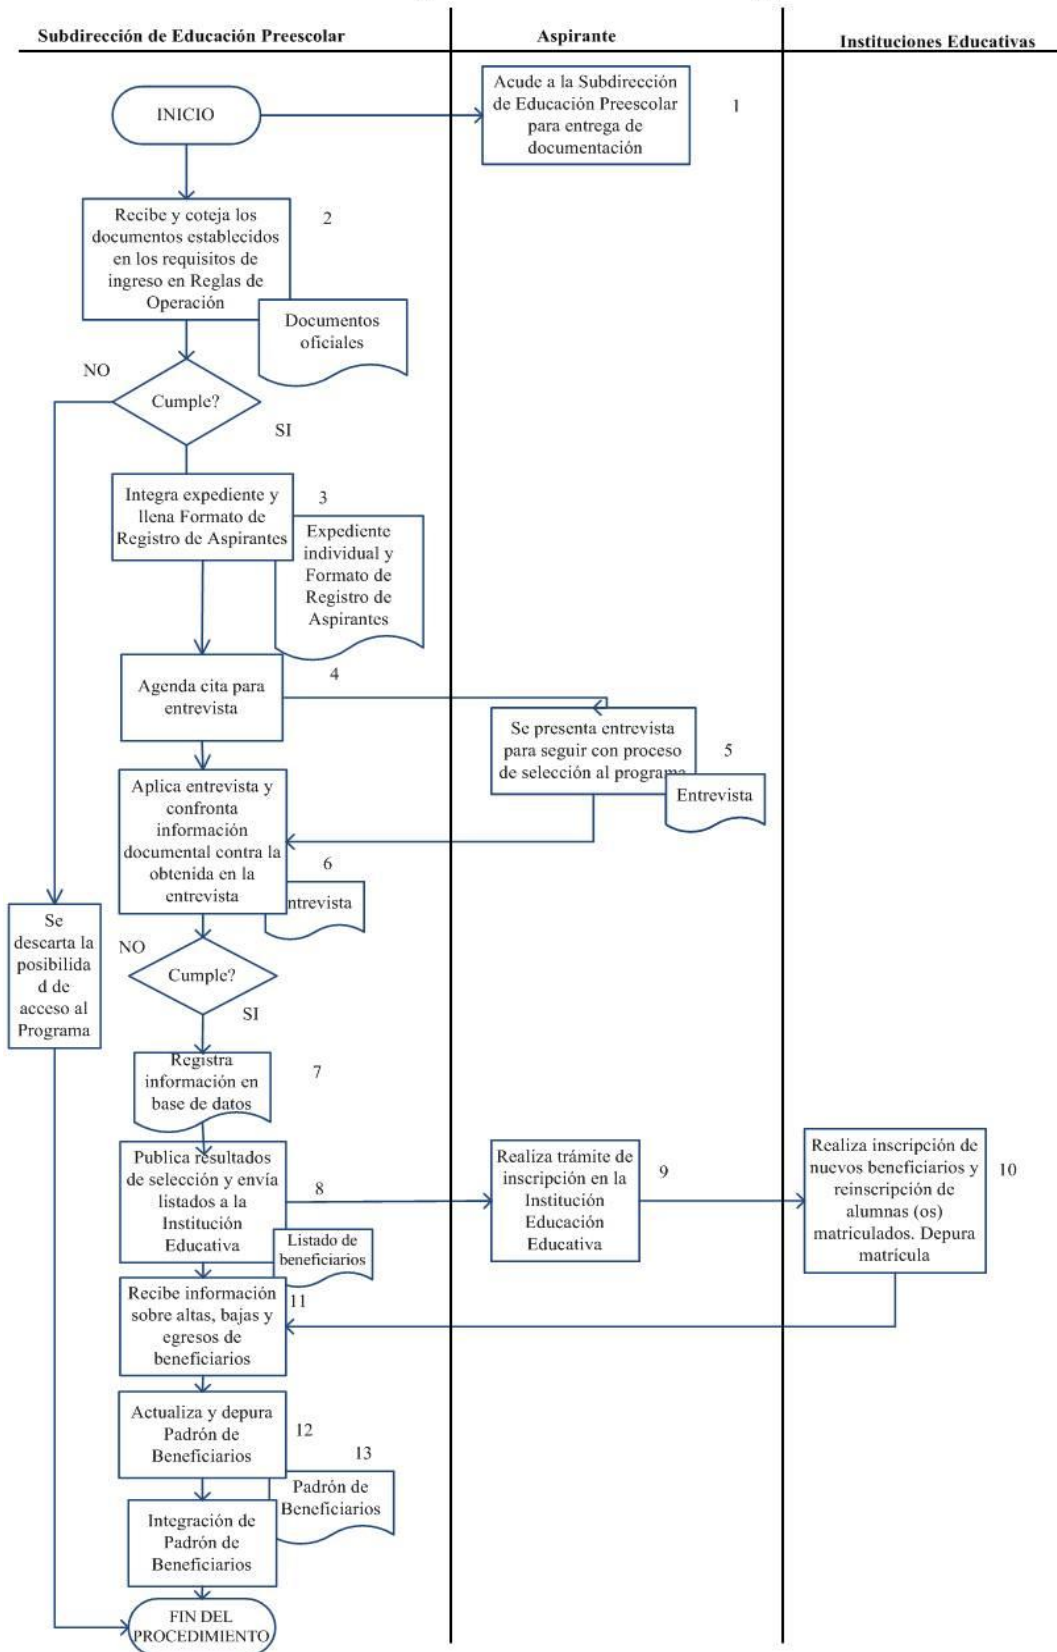 Subdirección de Educación Preescolar
Aspirante
Instituciones Educativas
INICIO
Acude a la Subdirección
de Educación Preescolar
para entrega de
documentación
1
Recibe y coteja los
documentos establecidos
en los requisitos de
ingreso en Reglas de
Operación
2
Documentos
oficiales
NO
Cumple?
SI
Integra expediente y
llena Formato de
Registro de Aspirantes
3
Expediente
individual y
Formato de
Registro de
Aspirantes
Agenda cita para
entrevista
4
Se presenta entrevista
para seguir con proceso
de selección al programa
5
Entrevista
Aplica entrevista y
confronta
información
documental contra la
obtenida en la
entrevista
6
ntrevista
Se
descarta la
posibilida
d de
acceso al
Programa
NO
Cumple?
SI
Registra
información en
base de datos
7
Publica resultados
de selección y envía
listados a la
Institución
Educativa
8
Listado de
beneficiarios
Realiza trámite de
inscripción en la
Institución
Educación
Educativa
9
Realiza inscripción de
nuevos beneficiarios y
reinscripción de
alumnas (os)
matriculados. Depura
matrícula
10
Recibe información
sobre altas, bajas y
egresos de
beneficiarios
11
Actualiza y depura
Padrón de
Beneficiarios
12
13
Padrón de
Beneficiarios
Integración de
Padrón de
Beneficiarios
FIN DEL
PROCEDIMIENTO